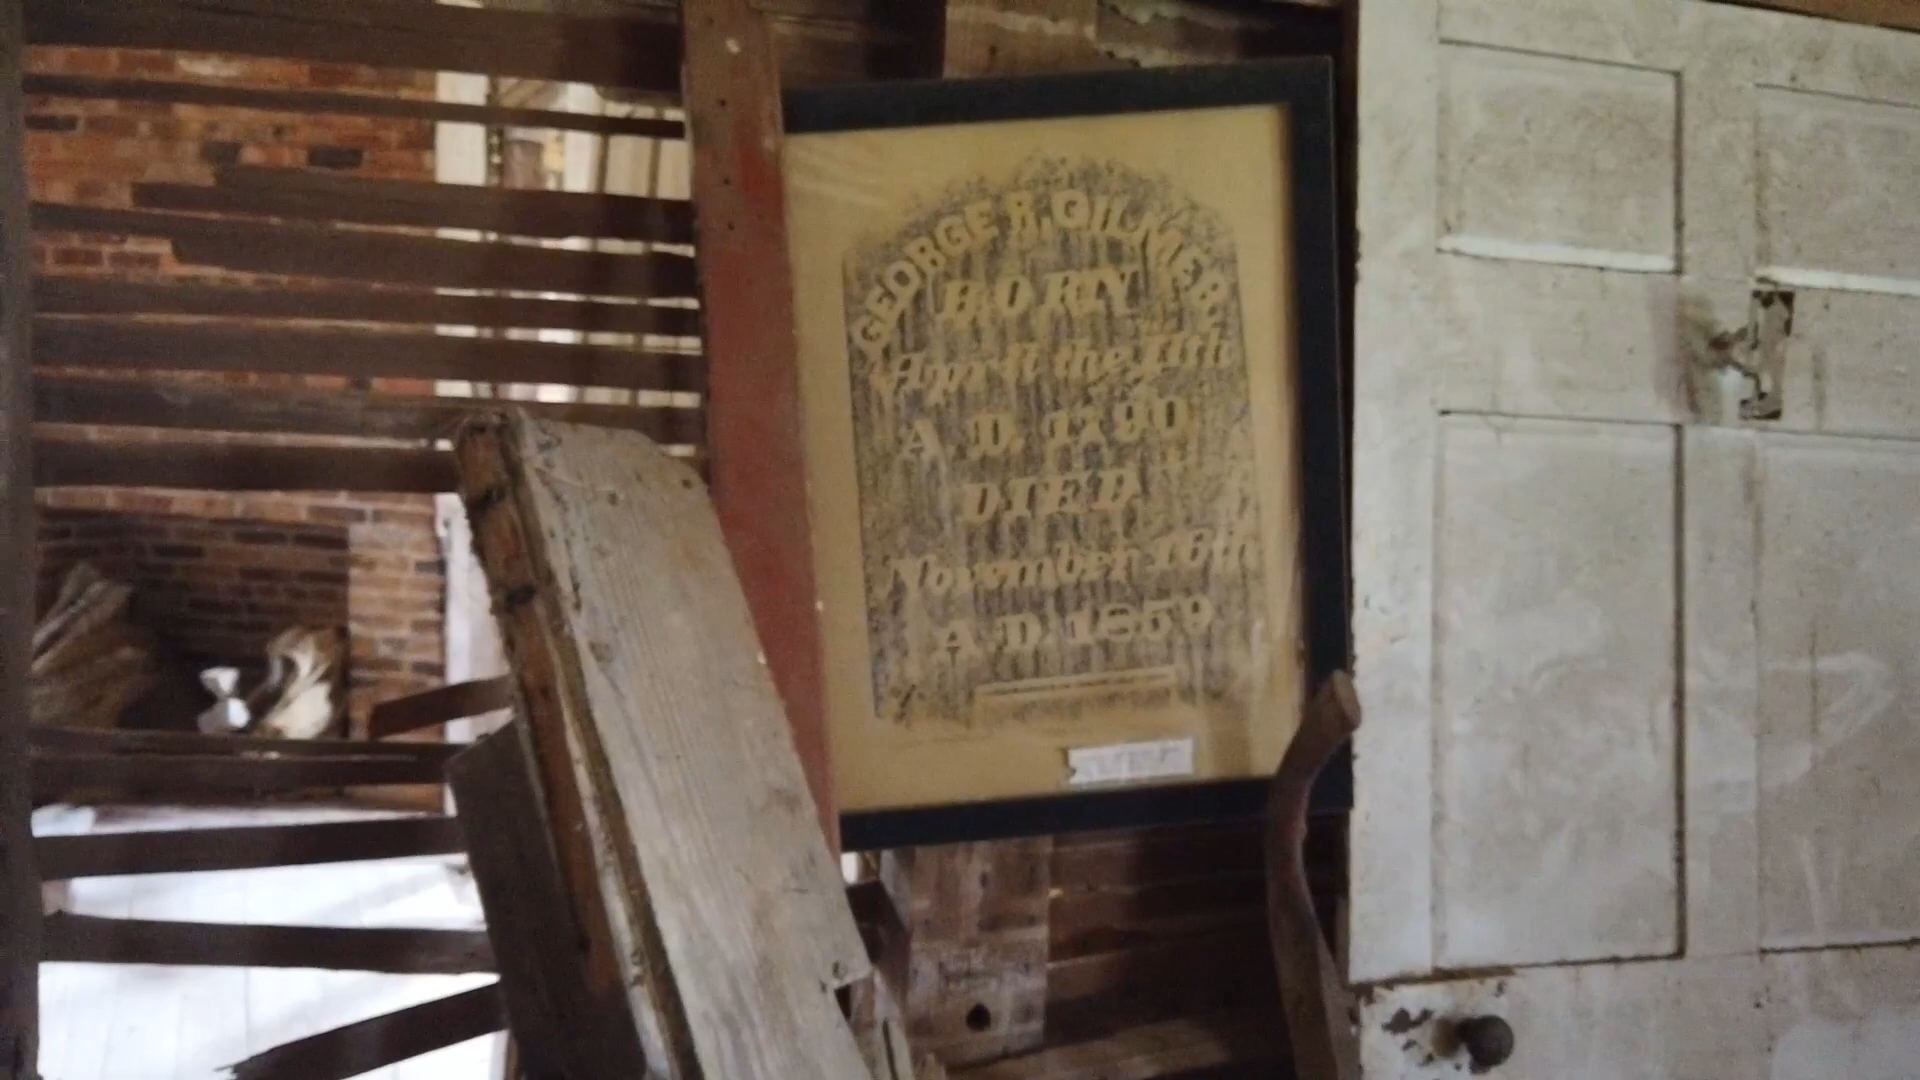 GEORGE R. GILMER.
BORN
April the 11th
A. D. 1790
DIED
November 16th
A. D. 1859